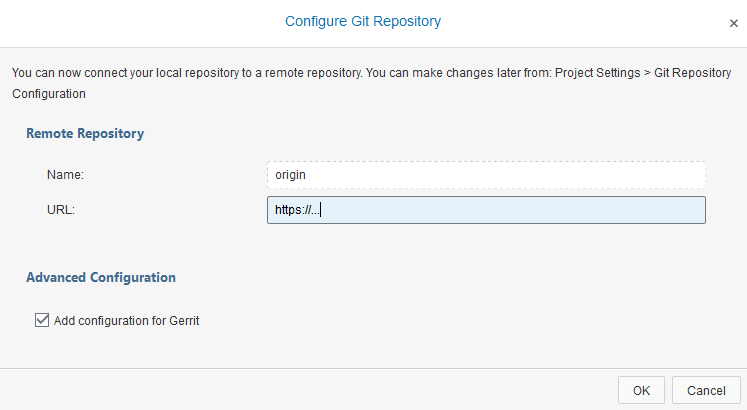 Configure Git Repository
×
You can now connect your local repository to a remote repository. You can make changes later from: Project Settings > Git Repository
Configuration
Remote Repository
Name:
origin
URL:
https://...
Advanced Configuration
Add configuration for Gerrit
OK
Cancel